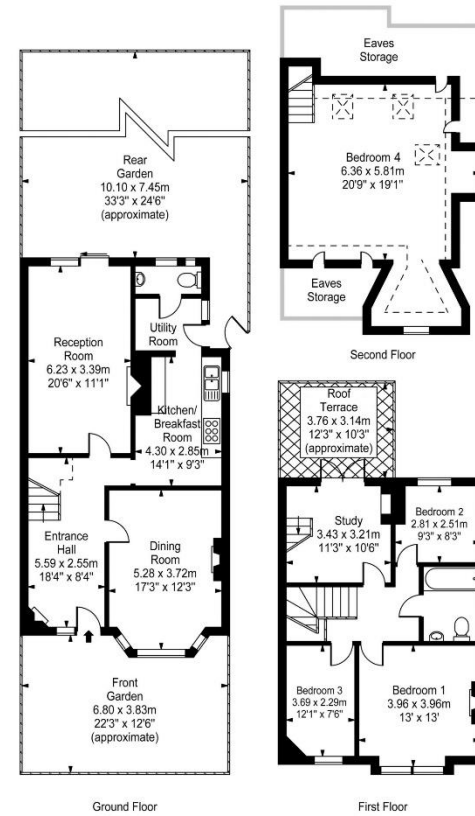 Rear
Garden
10.10 x 7.45m
33'3" x 24'6"
(approximate)
Reception
Room
6.23 x 3.39m
20'6" x 11'1"
Utility
Room
Kitchen/
Breakfast
Room
4.30 x 2.85m
14'1" x 9'3"
Entrance
Hall
5.59 x 2.55m
18'4" x 8'4"
Dining
Room
5.28 x 3.72m
17'3" x 12'3"
Front
Garden
6.80 x 3.83m
22'3" x 12'6"
(approximate)
Ground Floor
Eaves
Storage
Bedroom 4
6.36 x 5.81m
20'9" x 19'1"
Eaves
Storage
Second Floor
Roof
Terrace
3.76 x 3.14m
12'3" x 10'3"
(approximate)
Study
3.43 x 3.21m
11'3" x 10'6"
Bedroom 2
2.81 x 2.51m
9'3" x 8'3"
Bedroom 3
3.69 x 2.29m
12'1" x 7'6"
Bedroom 1
3.96 x 3.96m
13' x 13'
First Floor